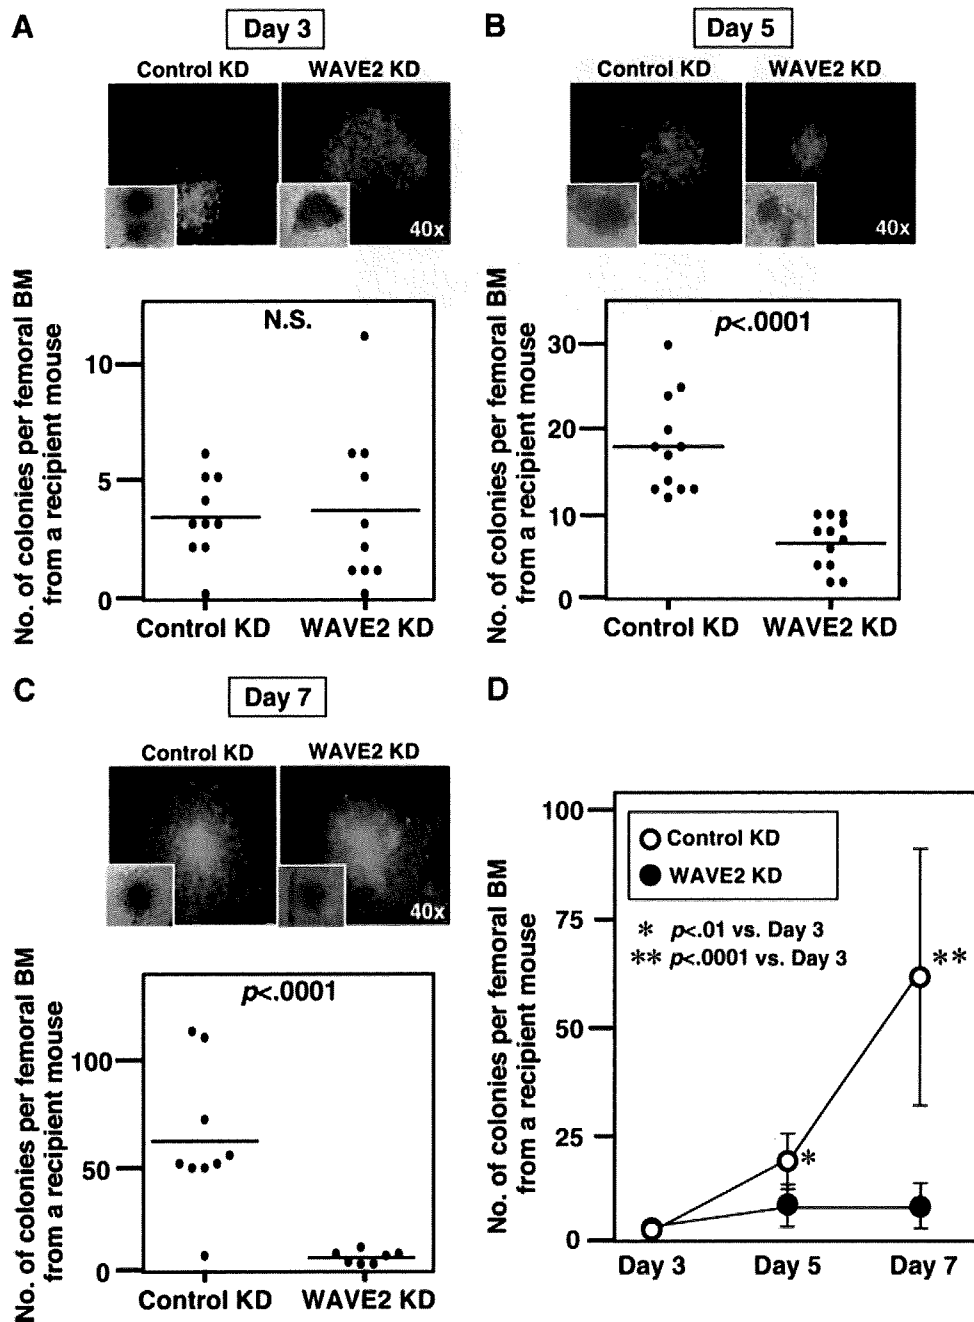 A
Day 3
Control KD
WAVE2 KD
40x
No. of colonies per femoral BM
from a recipient mouse
N.S.
10
5
0
Control KD
WAVE2 KD
B
Day 5
Control KD
WAVE2 KD
40x
No. of colonies per femoral BM
from a recipient mouse
p<.0001
30
20
10
0
Control KD
WAVE2 KD
C
Day 7
Control KD
WAVE2 KD
40x
No. of colonies per femoral BM
from a recipient mouse
p<.0001
100
50
0
Control KD
WAVE2 KD
D
No. of colonies per femoral BM
from a recipient mouse
100
75
50
25
0
Control KD
WAVE2 KD
* p<.01 vs. Day 3
** p<.0001 vs. Day 3
**
*
Day 3
Day 5
Day 7